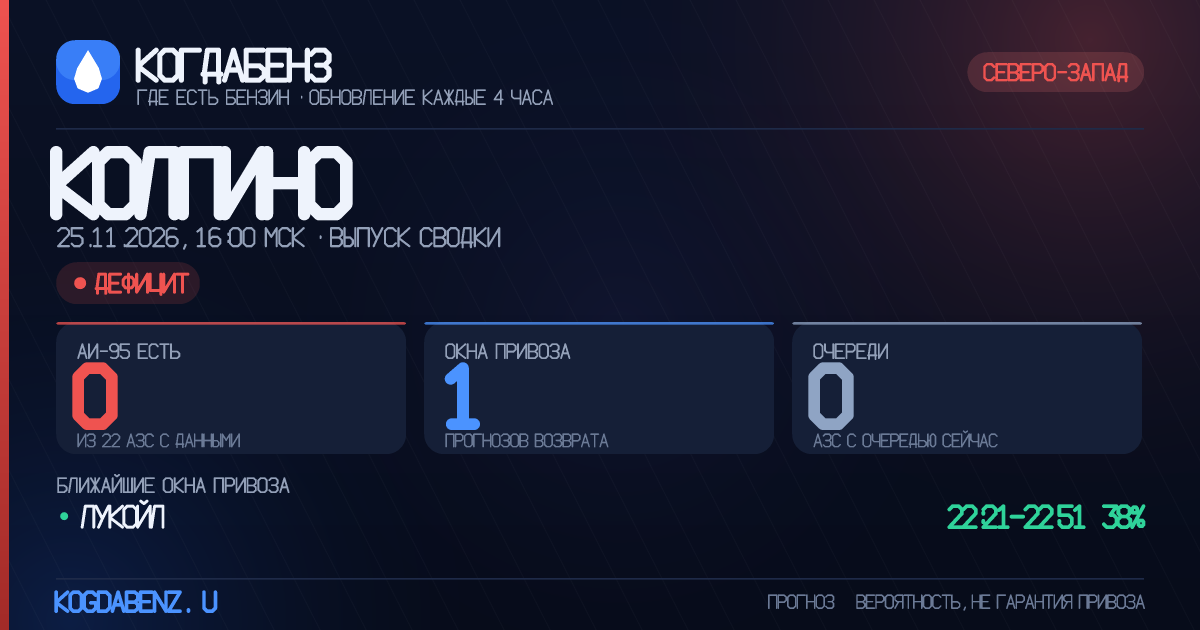 КОГДАБЕНЗ
ГДЕ ЕСТЬ БЕНЗИН · ОБНОВЛЕНИЕ КАЖДЫЕ 4 ЧАСА
СЕВЕРО-ЗАПАД
КОЛПИНО
25.11.2026, 16:00 МСК · ВЫПУСК СВОДКИ
• ДЕФИЦИТ
АИ-95 ЕСТЬ
0
ИЗ 22 АЗС С ДАННЫМИ
ОКНА ПРИВОЗА
1
ПРОГНОЗОВ ВОЗВРАТА
ОЧЕРЕДИ
0
АЗС С ОЧЕРЕДЬЮ СЕЙЧАС
БЛИЖАЙШИЕ ОКНА ПРИВОЗА
• ЛУКОЙЛ
22:21–22:51 38%
KOGDABENZ. U
ПРОГНОЗ ВЕРОЯТНОСТЬ, НЕ ГАРАНТИЯ ПРИВОЗА